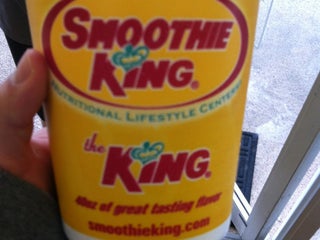 SMOOTHIE
KING®
NUTRITIONAL LIFESTYLE CENTERS
the KING®
40oz of great tasting flavor
smoothieking.com